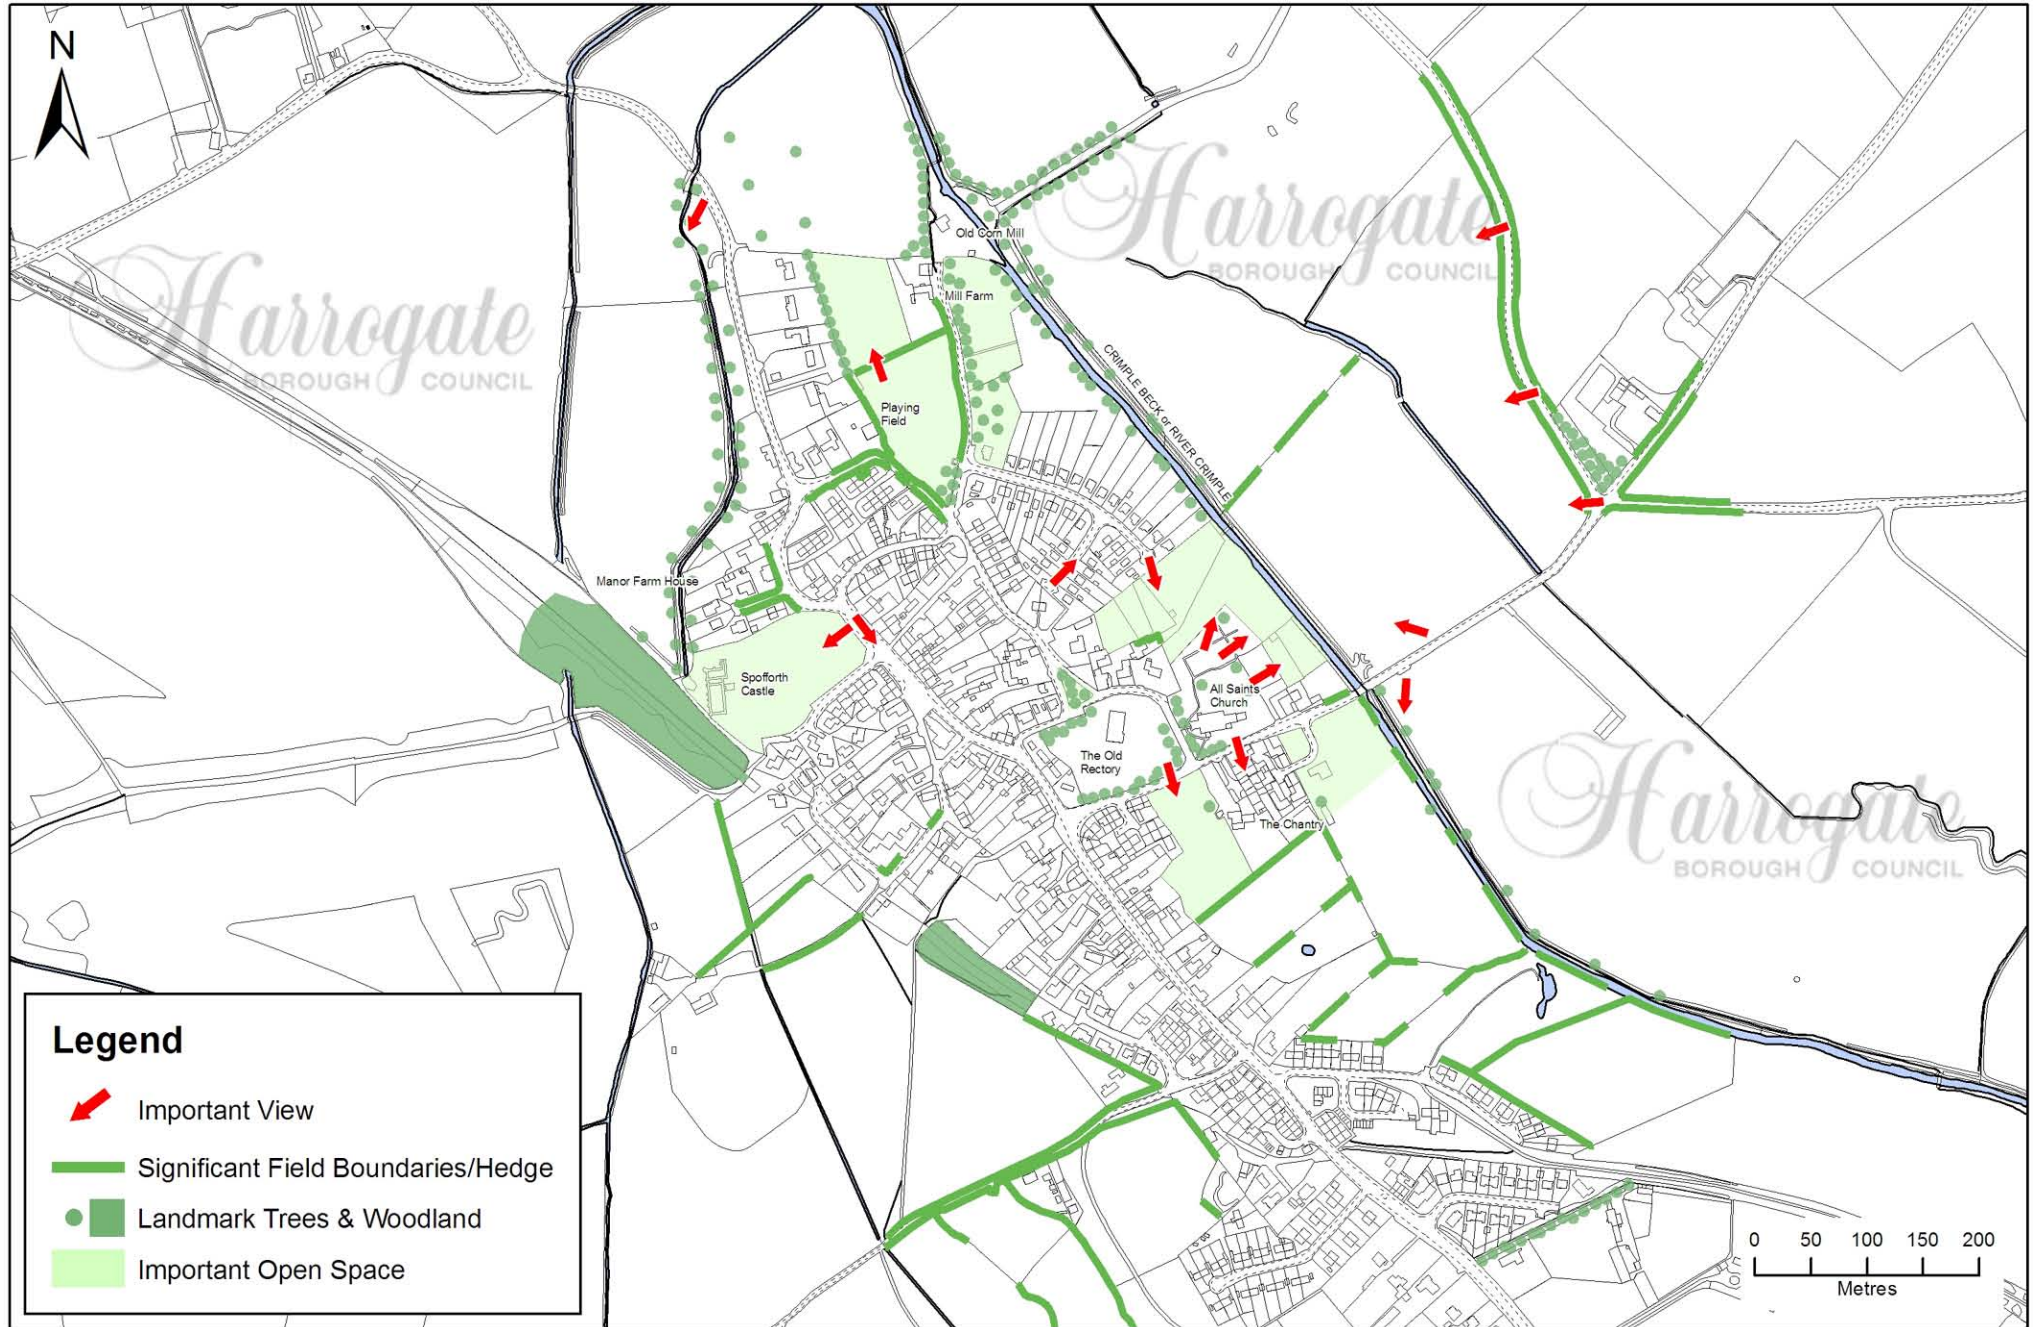 N
Harrogate
BOROUGH COUNCIL
Harrogate
BOROUGH COUNCIL
Old Corn Mill
Mill Farm
CRIMPLE BECK or RIVER CRIMPLE
Playing
Field
Manor Farm House
Spofforth
Castle
All Saints
Church
The Old
Rectory
The Chantry
Harrogate
BOROUGH COUNCIL
Legend
Important View
Significant Field Boundaries/Hedge
Landmark Trees & Woodland
Important Open Space
0 50 100 150 200
Metres